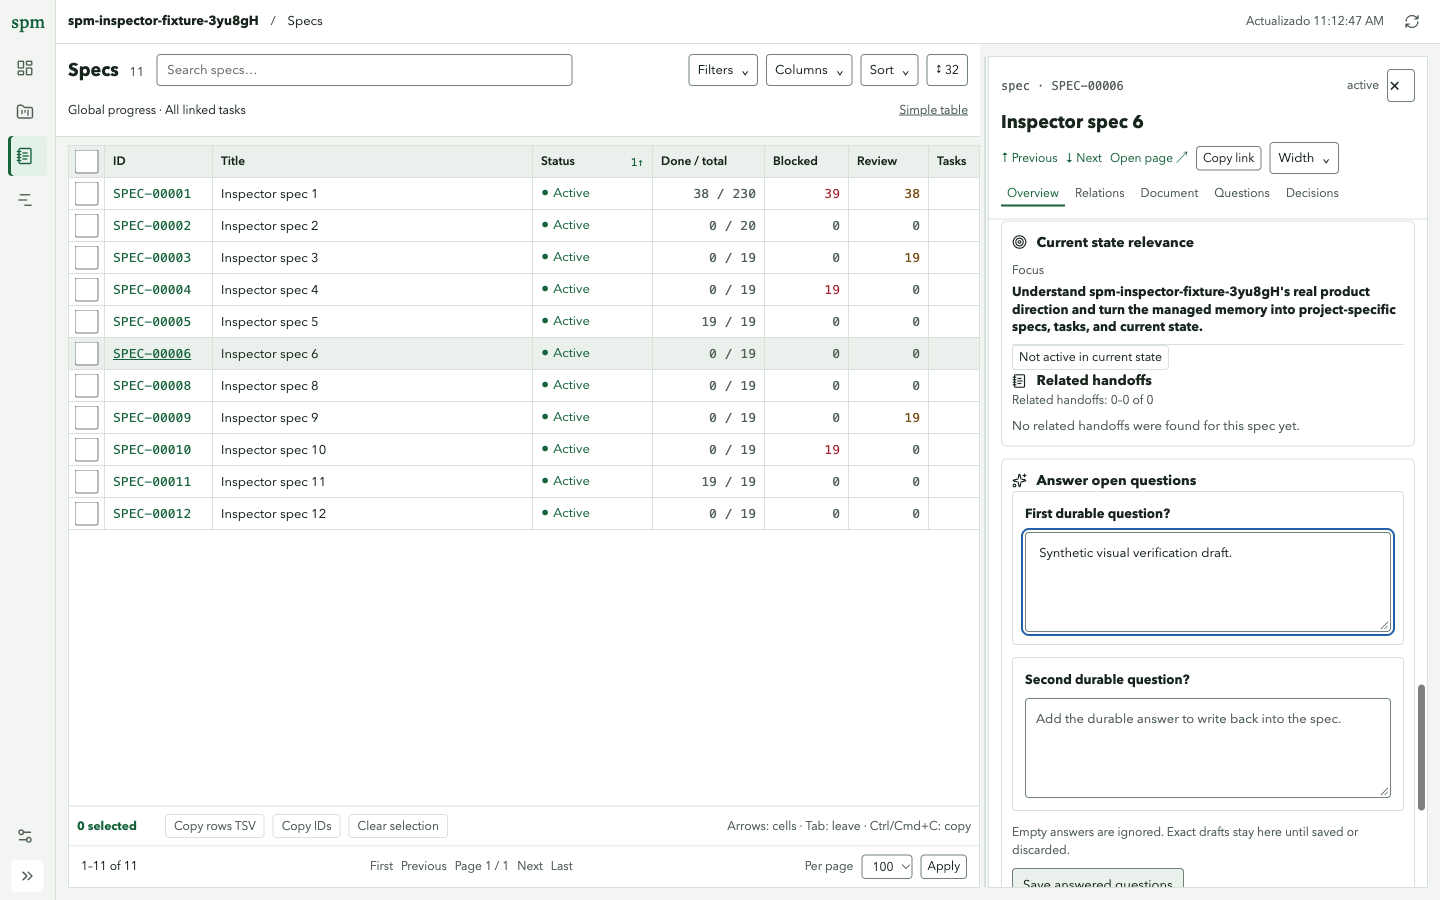 spm
spm-inspector-fixture-3yu8gH / Specs
Actualizado 11:12:47 AM
Specs 11
Search specs...
Filters
Columns
Sort
↕ 32
Global progress · All linked tasks
Simple table
ID Title Status 1↑ Done / total Blocked Review Tasks
SPEC-00001 Inspector spec 1 Active 38 / 230 39 38
SPEC-00002 Inspector spec 2 Active 0 / 20 0 0
SPEC-00003 Inspector spec 3 Active 0 / 19 0 19
SPEC-00004 Inspector spec 4 Active 0 / 19 19 0
SPEC-00005 Inspector spec 5 Active 19 / 19 0 0
SPEC-00006 Inspector spec 6 Active 0 / 19 0 0
SPEC-00008 Inspector spec 8 Active 0 / 19 0 0
SPEC-00009 Inspector spec 9 Active 0 / 19 0 19
SPEC-00010 Inspector spec 10 Active 0 / 19 19 0
SPEC-00011 Inspector spec 11 Active 19 / 19 0 0
SPEC-00012 Inspector spec 12 Active 0 / 19 0 0
0 selected
Copy rows TSV
Copy IDs
Clear selection
Arrows: cells · Tab: leave · Ctrl/Cmd+C: copy
1-11 of 11
First Previous Page 1 / 1 Next Last
Per page 100 Apply
spec · SPEC-00006
active ×
Inspector spec 6
↑ Previous ↓ Next Open page ↗ Copy link Width
Overview Relations Document Questions Decisions
Current state relevance
Focus
Understand spm-inspector-fixture-3yu8gH's real product
direction and turn the managed memory into project-specific
specs, tasks, and current state.
Not active in current state
Related handoffs
Related handoffs: 0-0 of 0
No related handoffs were found for this spec yet.
Answer open questions
First durable question?
Synthetic visual verification draft.
Second durable question?
Add the durable answer to write back into the spec.
Empty answers are ignored. Exact drafts stay here until saved or
discarded.
Save answered questions